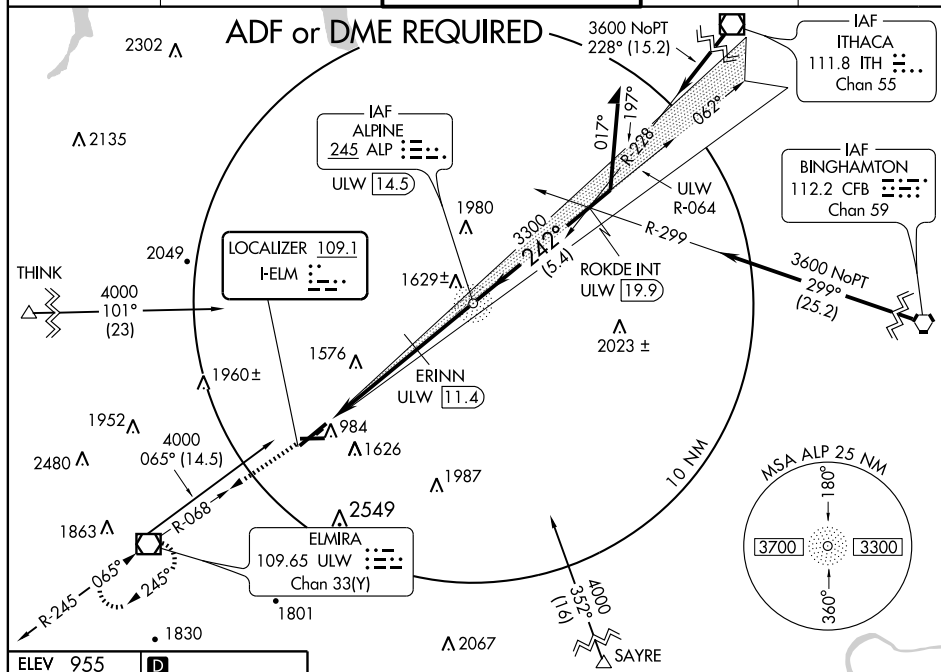 ADF or DME REQUIRED
2302
2135
2049
THINK
4000
101°
(23)
1960±
1952
2480
1863
4000
065° (14.5)
R-068
R-245
065°
245°
1830
1801
IAF
ALPINE
245 ALP
ULW 14.5
LOCALIZER 109.1
I-ELM
1980
1629±
1576
ERINN
ULW 11.4
984
1626
1987
2549
ELMIRA
109.65 ULW
Chan 33(Y)
3600 NoPT
228° (15.2)
IAF
ITHACA
111.8 ITH
Chan 55
017°
197°
R-228
062°
3300
242°
(5.4)
ULW
R-064
R-299
ROKDE INT
ULW 19.9
2023 ±
IAF
BINGHAMTON
112.2 CFB
Chan 59
3600 NoPT
299°
(25.2)
10 NM
MSA ALP 25 NM
180°
3700
3300
360°
4000
352°
(16)
SAYRE
2067
ELEV 955
D